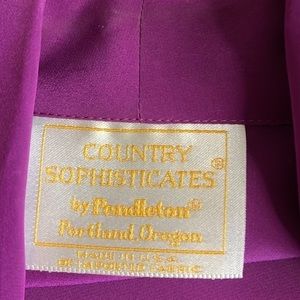 COUNTRY
SOPHISTICATES®
by Pendleton®
Portland, Oregon
MADE IN U.S.A.
OF IMPORTED FABRIC